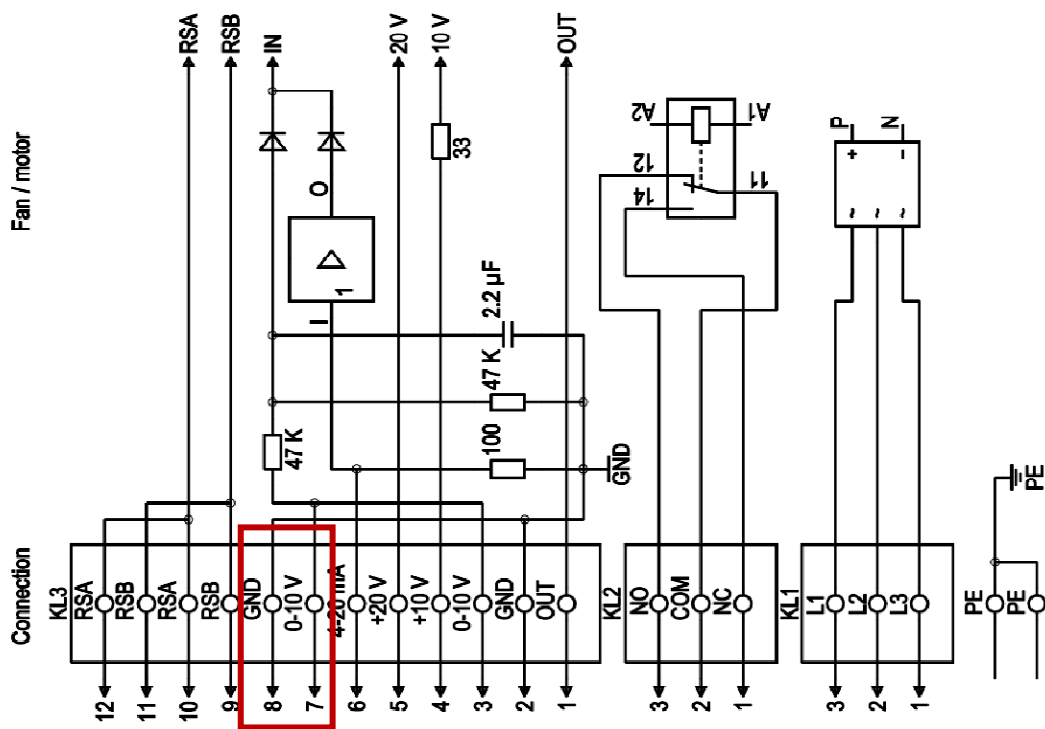 Fan / motor
RSA
RSB
IN
20 V
10 V
OUT
A2
A1
12
14
11
P
N
+
−
~
~
~
33
O
1
I
2.2 µF
47 K
47 K
100
GND
PE
Connection
KL3
RSA
RSB
RSA
RSB
GND
0-10 V
4-20 mA
+20 V
+10 V
0-10 V
GND
OUT
12
11
10
9
8
7
6
5
4
3
2
1
KL2
NO
COM
NC
3
2
1
KL1
L1
L2
L3
1
2
3
PE
PE